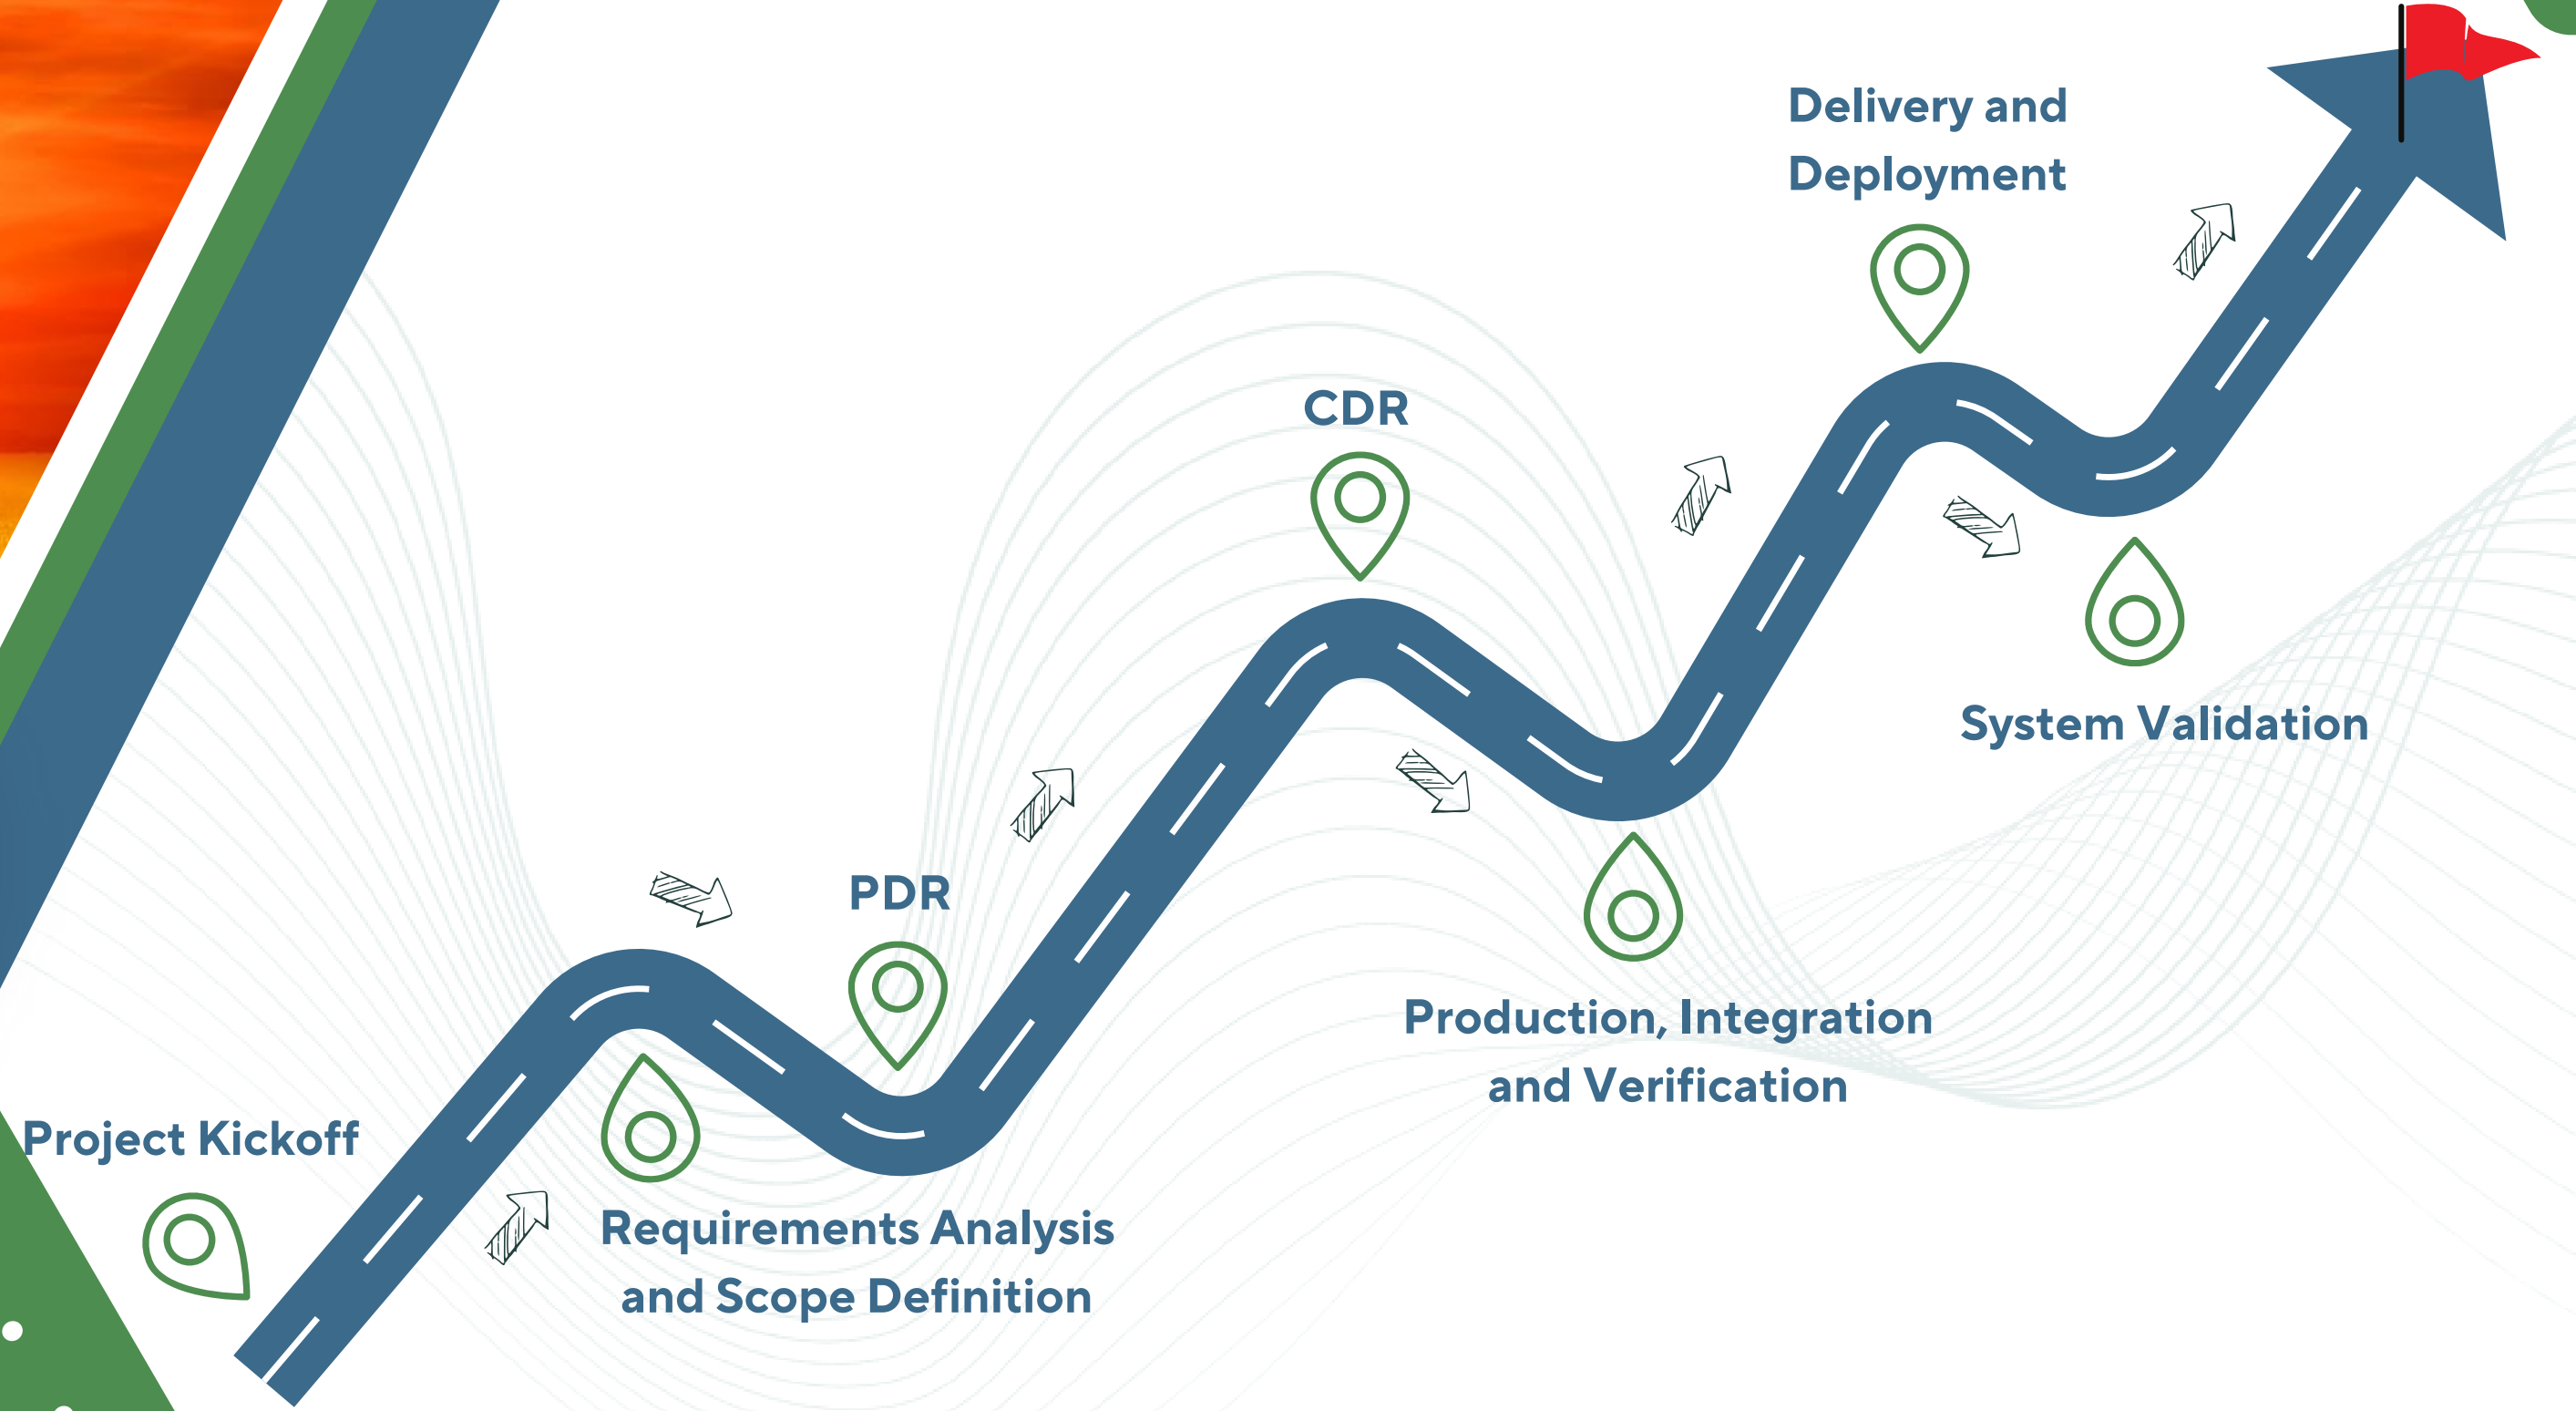 Project Kickoff
Requirements Analysis
and Scope Definition
PDR
CDR
Production, Integration
and Verification
Delivery and
Deployment
System Validation